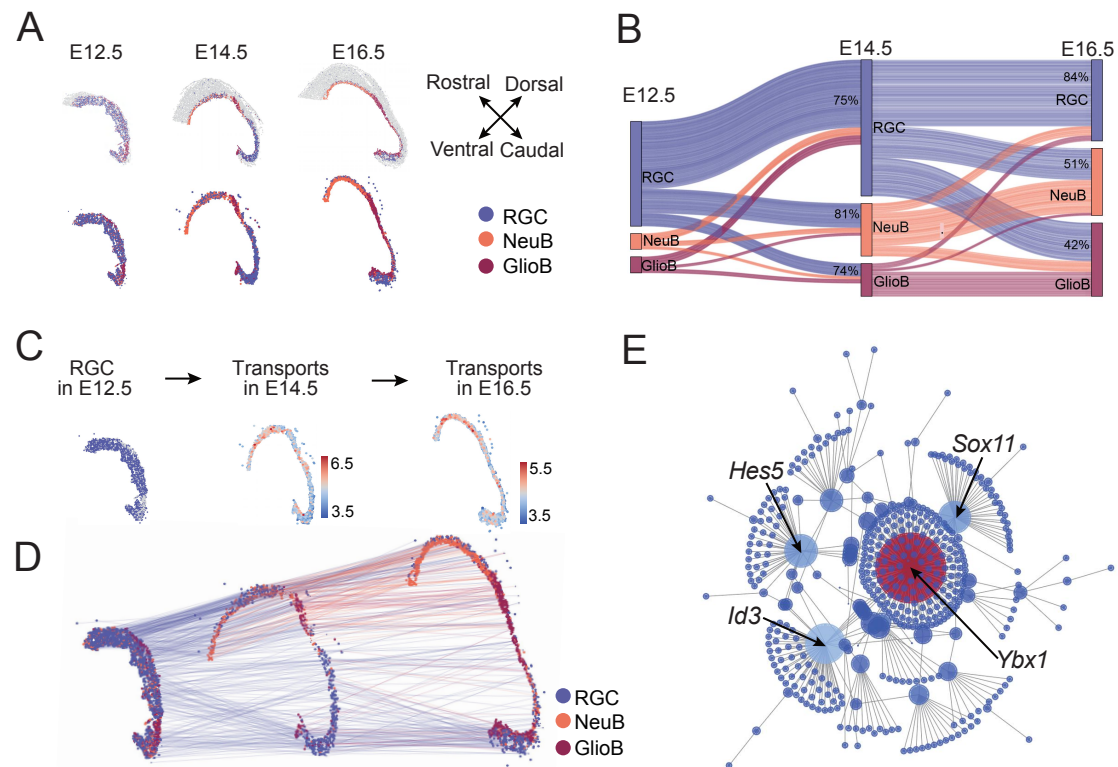 A
E12.5
E14.5
E16.5
Rostral
Dorsal
Ventral
Caudal
RGC
NeuB
GlioB
B
E12.5
E14.5
E16.5
RGC
NeuB
GlioB
75%
RGC
81%
NeuB
74%
GlioB
84%
RGC
51%
NeuB
42%
GlioB
C
RGC
in E12.5
Transports
in E14.5
Transports
in E16.5
6.5
3.5
5.5
3.5
D
RGC
NeuB
GlioB
E
Hes5
Sox11
Id3
Ybx1